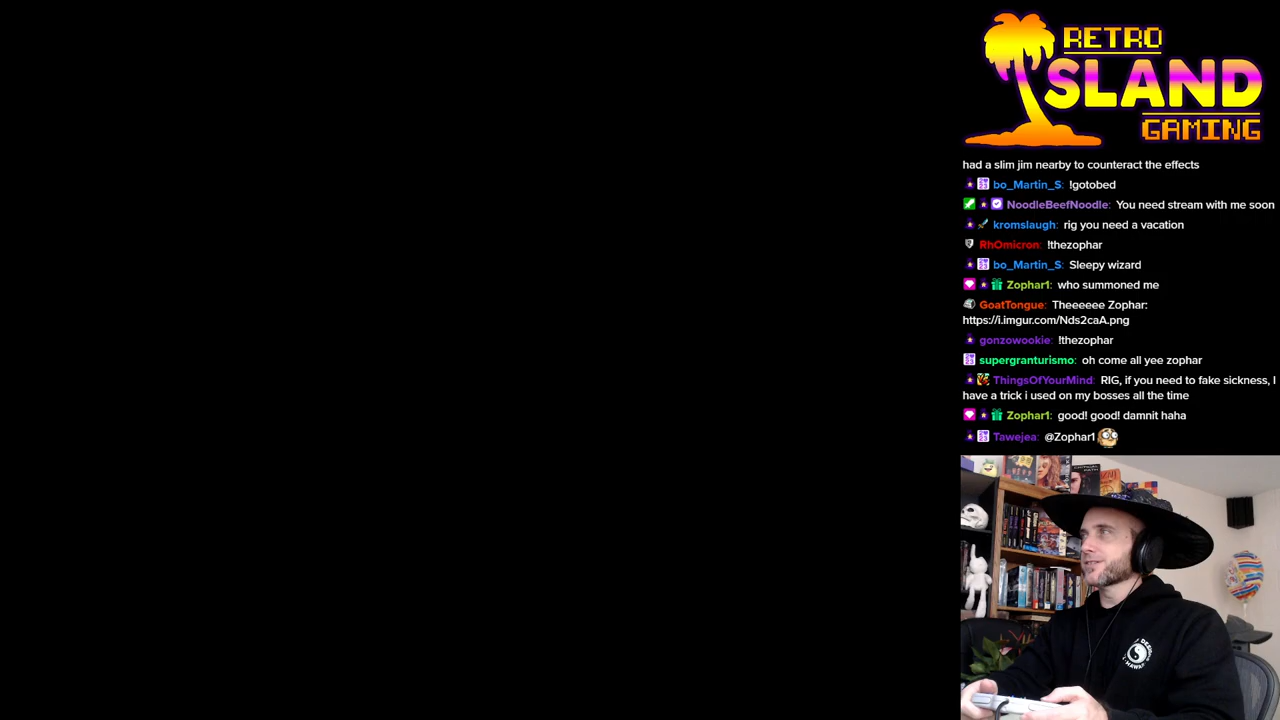 RETRO
ISLAND
GAMING
had a slim jim nearby to counteract the effects
bo_Martin_S: !gotobed
NoodleBeefNoodle: You need stream with me soon
kromslaugh: rig you need a vacation
RhOmicron: !thezophar
bo_Martin_S: Sleepy wizard
Zophar1: who summoned me
GoatTongue: Theeeeee Zophar:
https://i.imgur.com/Nds2caA.png
gonzowookie: !thezophar
supergranturismo: oh come all yee zophar
ThingsOfYourMind: RIG, if you need to fake sickness, I
have a trick i used on my bosses all the time
Zophar1: good! good! damnit haha
Tawejea: @Zophar1